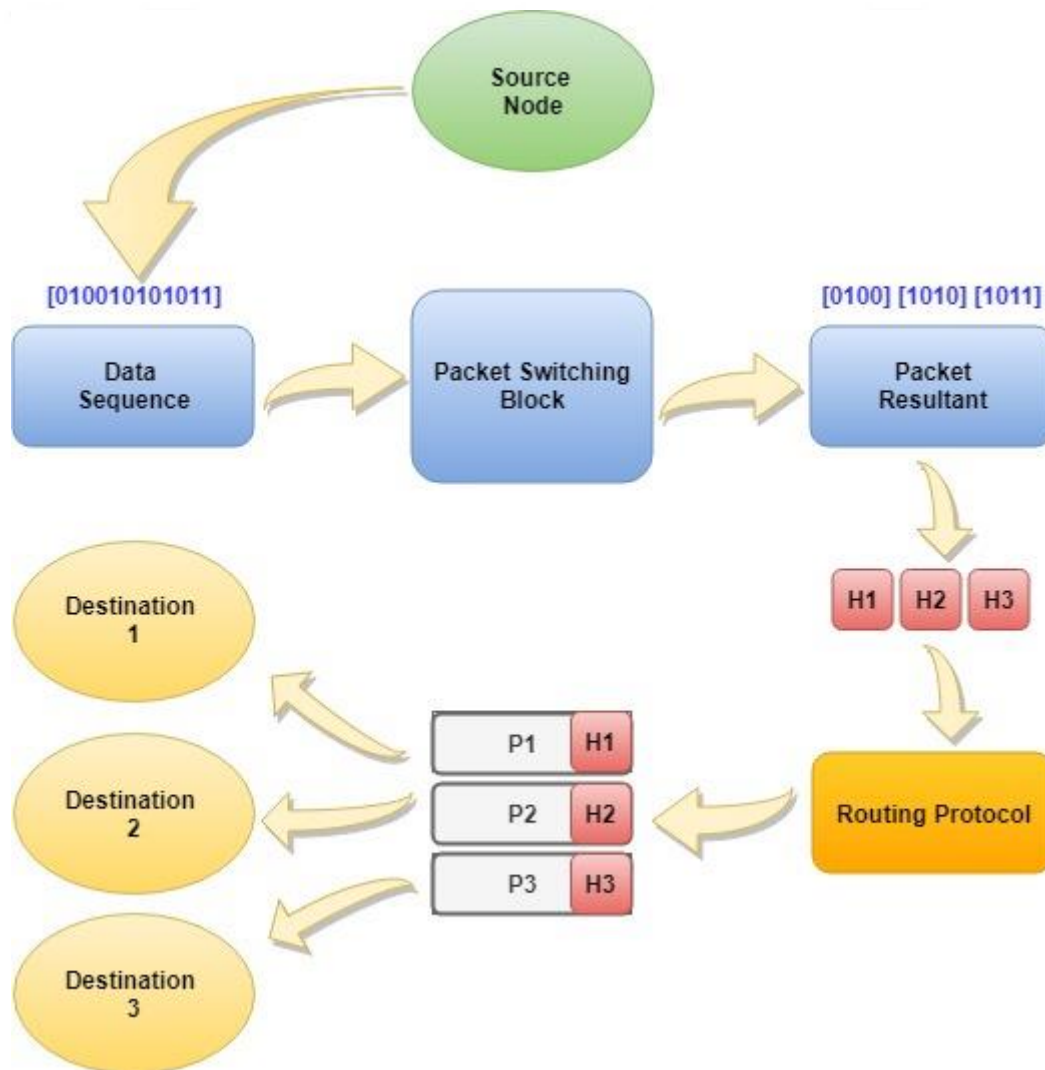 Source
Node
[010010101011]
[0100] [1010] [1011]
Data
Sequence
Packet Switching
Block
Packet
Resultant
H1 H2 H3
Destination
1
P1 H1
Destination
2
P2 H2
Routing Protocol
P3 H3
Destination
3